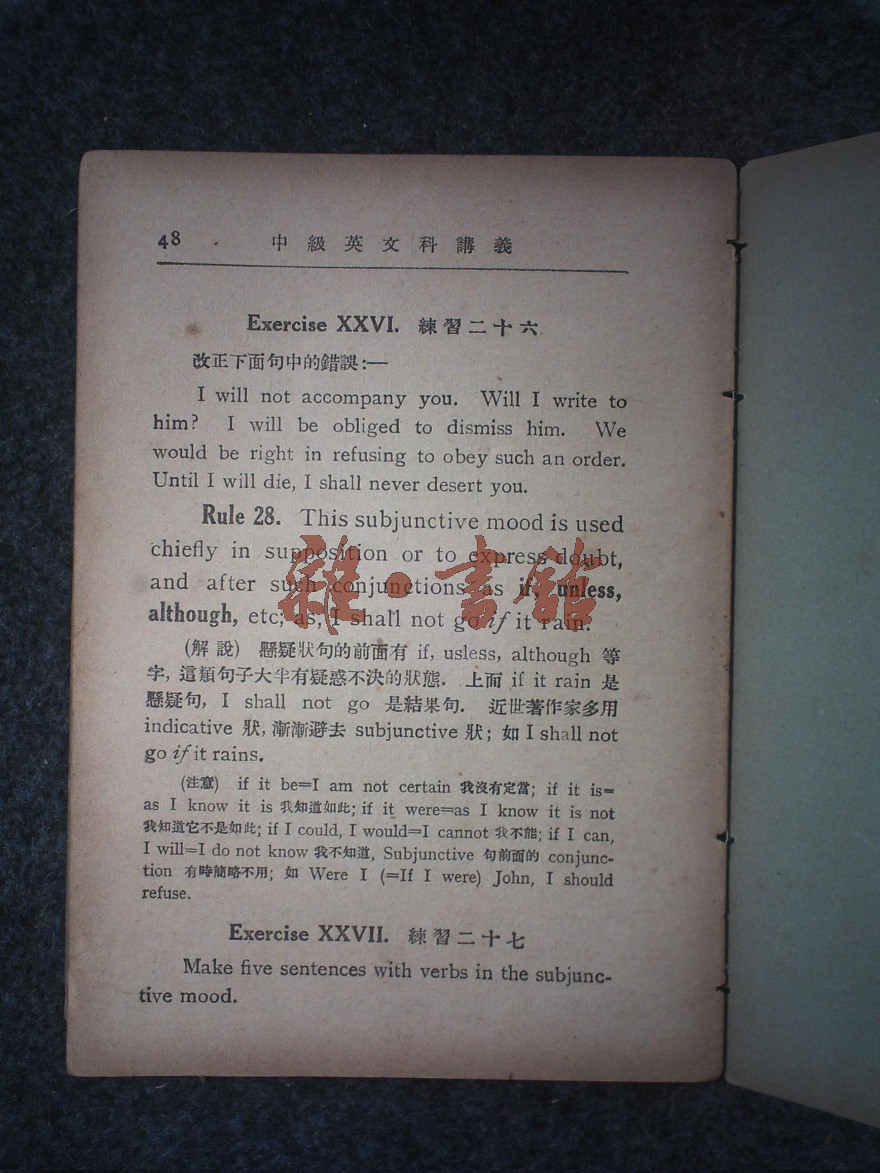 48 中級英文科講義
Exercise XXVI. 練習二十六
改正下面句中的錯誤:—
I will not accompany you. Will I write to
him? I will be obliged to dismiss him. We
would be right in refusing to obey such an order.
Until I will die, I shall never desert you.
Rule 28. This subjunctive mood is used
chiefly in supposition or to express doubt,
and after such conjunctions as if, unless,
although, etc; as, I shall not go if it rain.
(解說) 懸疑狀句的前面有 if, usless, although 等
字, 這類句子大半有疑惑不決的狀態. 上面 if it rain 是
懸疑句, I shall not go 是結果句. 近世著作家多用
indicative 狀, 漸漸避去 subjunctive 狀; 如 I shall not
go if it rains.
(注意) if it be=I am not certain 我沒有定當; if it is=
as I know it is 我知道如此; if it were=as I know it is not
我知道它不是如此; if I could, I would=I cannot 我不能; if I can,
I will=I do not know 我不知道, Subjunctive 句前面的 conjunc-
tion 有時簡略不用; 如 Were I (=If I were) John, I should
refuse.
Exercise XXVII. 練習二十七
Make five sentences with verbs in the subjunc-
tive mood.
雜·書館